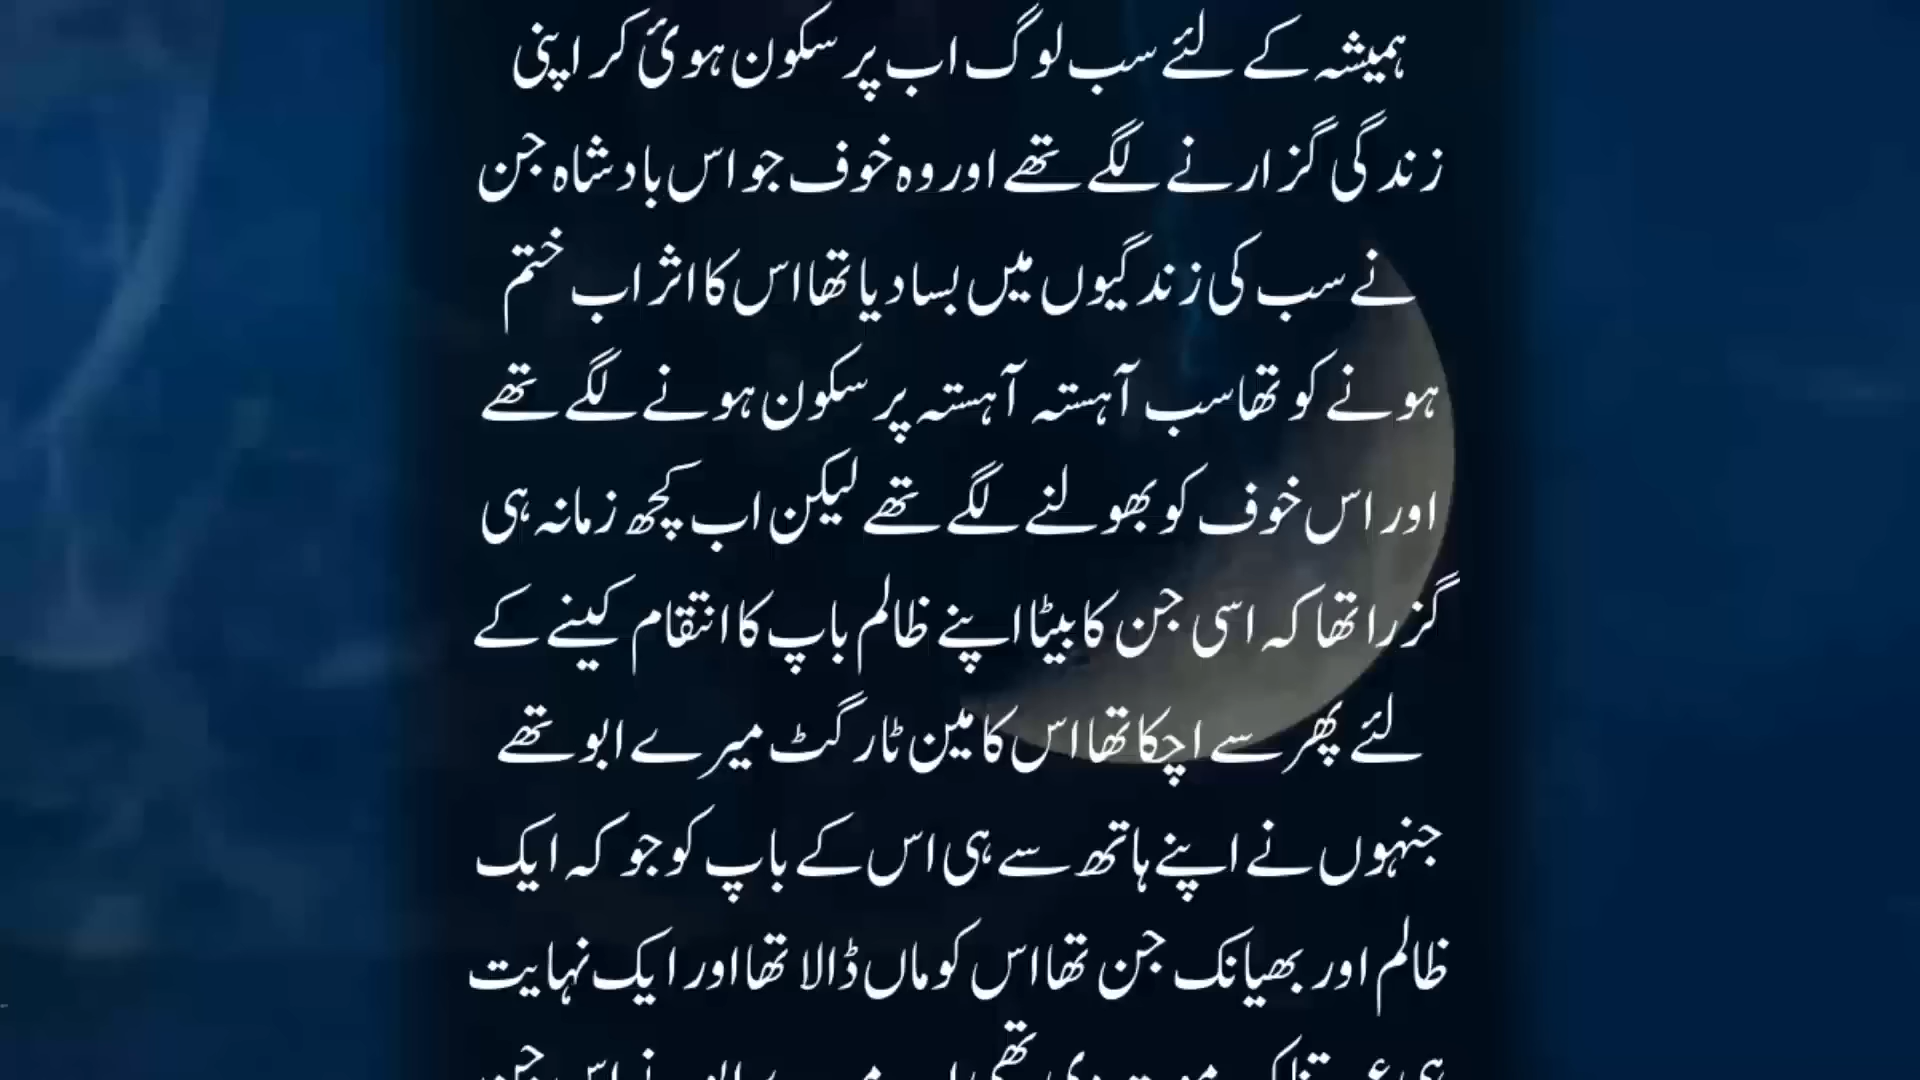 ہمیشہ کے لئے سب لوگ اب پر سکون ہوئ کر اپنی
زندگی گزارنے لگے تھے اور وہ خوف جو اس بادشاہ جن
نے سب کی زندگیوں میں بسا دیا تھا اس کا اثر اب ختم
ہونے کو تھا سب آہستہ آہستہ پر سکون ہونے لگے تھے
اور اس خوف کو بھولنے لگے تھے لیکن اب کچھ زمانہ ہی
گزرا تھا کہ اسی جن کا بیٹا اپنے ظالم باپ کا انتقام کینے کے
لئے پھر سے اچکا تھا اس کا مین ٹارگٹ میرے ابو تھے
جنہوں نے اپنے ہاتھ سے ہی اس کے باپ کو جو کہ ایک
ظالم اور بھیانک جن تھا اس کو ماں ڈالا تھا اور ایک نہایت